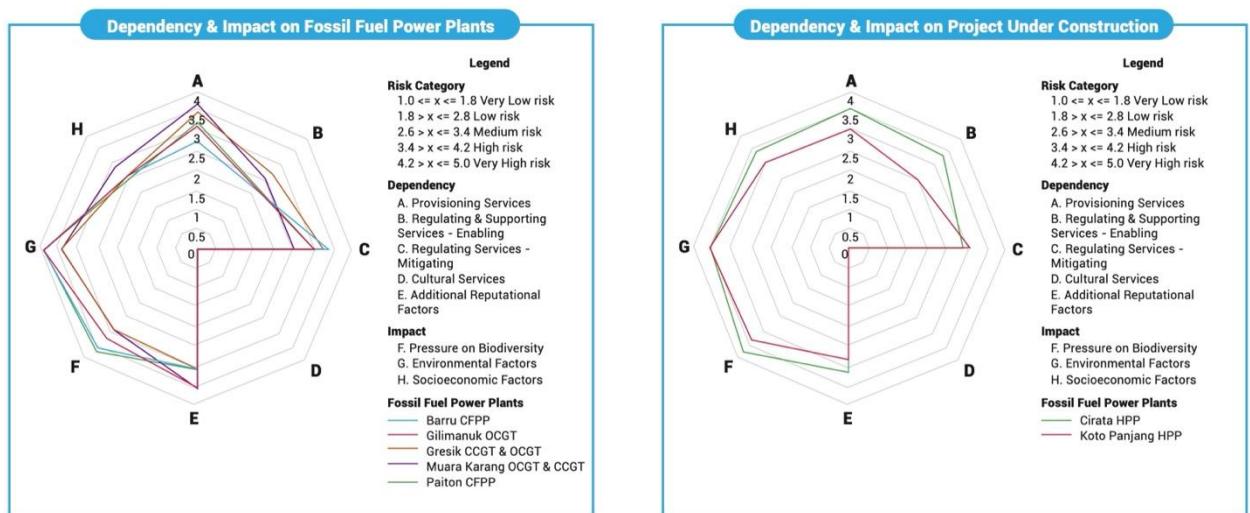 Dependency & Impact on Fossil Fuel Power Plants
A
B
C
D
E
F
G
H
4
3.5
3
2.5
2
1.5
1
0.5
0
Legend
Risk Category
1.0 <= x <= 1.8 Very Low risk
1.8 > x <= 2.8 Low risk
2.6 > x <= 3.4 Medium risk
3.4 > x <= 4.2 High risk
4.2 > x <= 5.0 Very High risk
Dependency
A. Provisioning Services
B. Regulating & Supporting
Services - Enabling
C. Regulating Services -
Mitigating
D. Cultural Services
E. Additional Reputational
Factors
Impact
F. Pressure on Biodiversity
G. Environmental Factors
H. Socioeconomic Factors
Fossil Fuel Power Plants
Barru CFPP
Gilimanuk OCGT
Gresik CCGT & OCGT
Muara Karang OCGT & CCGT
Paiton CFPP
Dependency & Impact on Project Under Construction
A
B
C
D
E
F
G
H
4
3.5
3
2.5
2
1.5
1
0.5
0
Legend
Risk Category
1.0 <= x <= 1.8 Very Low risk
1.8 > x <= 2.8 Low risk
2.6 > x <= 3.4 Medium risk
3.4 > x <= 4.2 High risk
4.2 > x <= 5.0 Very High risk
Dependency
A. Provisioning Services
B. Regulating & Supporting
Services - Enabling
C. Regulating Services -
Mitigating
D. Cultural Services
E. Additional Reputational
Factors
Impact
F. Pressure on Biodiversity
G. Environmental Factors
H. Socioeconomic Factors
Fossil Fuel Power Plants
Cirata HPP
Koto Panjang HPP